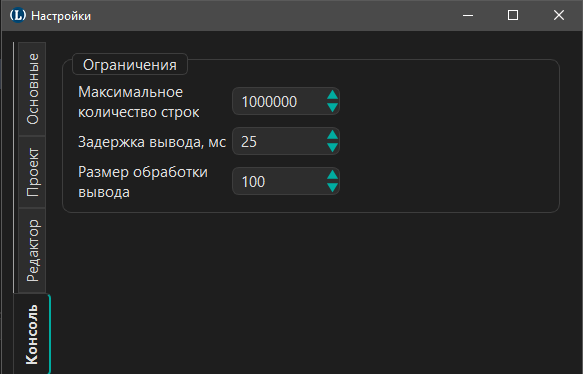 (L) Настройки
Основные
Проект
Редактор
Консоль
Ограничения
Максимальное
количество строк
1000000
Задержка вывода, мс
25
Размер обработки
вывода
100